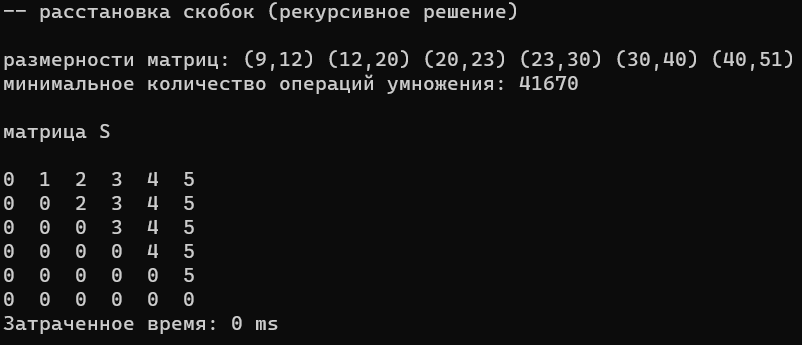 -- расстановка скобок (рекурсивное решение)
размерности матриц: (9,12) (12,20) (20,23) (23,30) (30,40) (40,51)
минимальное количество операций умножения: 41670
матрица S
0 1 2 3 4 5
0 0 2 3 4 5
0 0 0 3 4 5
0 0 0 0 4 5
0 0 0 0 0 5
0 0 0 0 0 0
Затраченное время: 0 ms